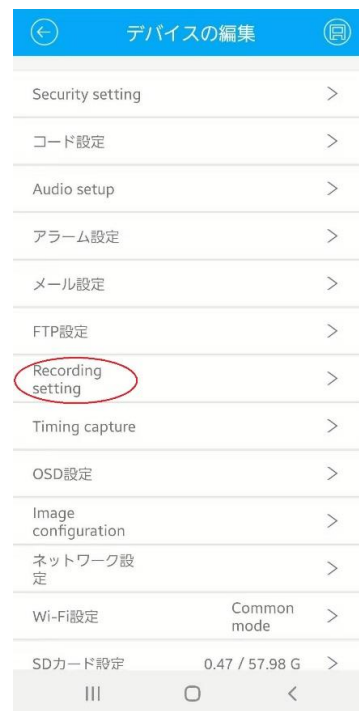 デバイスの編集
Security setting
コード設定
Audio setup
アラーム設定
メール設定
FTP設定
Recording
setting
Timing capture
OSD設定
Image
configuration
ネットワーク設
定
Wi-Fi設定 Common
mode
SDカード設定 0.47 / 57.98 G